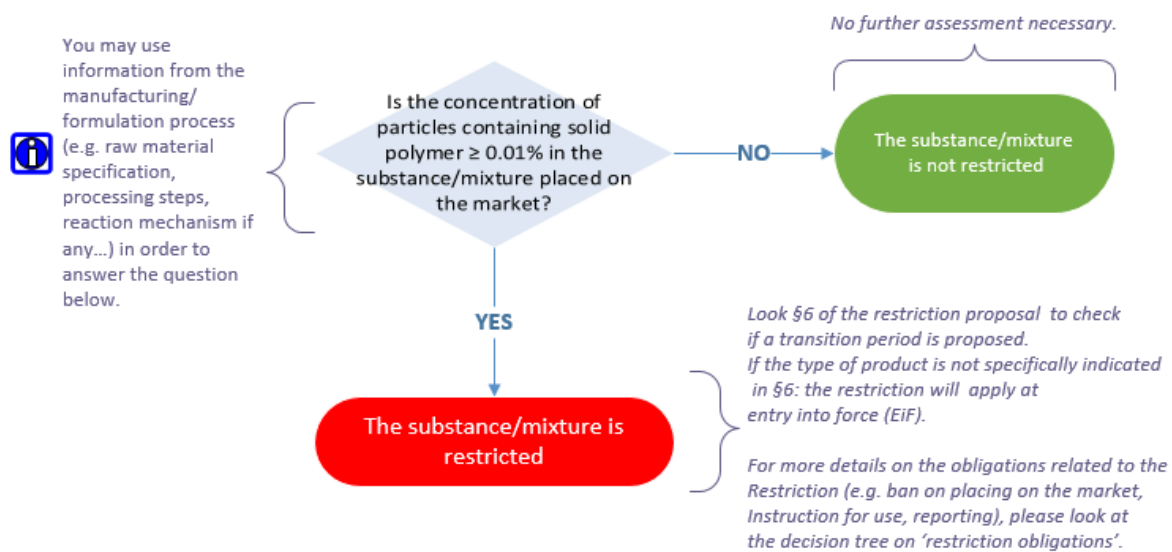 You may use
information from the
manufacturing/
formulation process
(e.g. raw material
specification,
processing steps,
reaction mechanism if
any...) in order to
answer the question
below.
Is the concentration of
particles containing solid
polymer ≥ 0.01% in the
substance/mixture placed on
the market?
NO
No further assessment necessary.
The substance/mixture
is not restricted
YES
The substance/mixture is
restricted
Look §6 of the restriction proposal to check
if a transition period is proposed.
If the type of product is not specifically indicated
in §6: the restriction will apply at
entry into force (EiF).
For more details on the obligations related to the
Restriction (e.g. ban on placing on the market,
Instruction for use, reporting), please look at
the decision tree on ‘restriction obligations’.